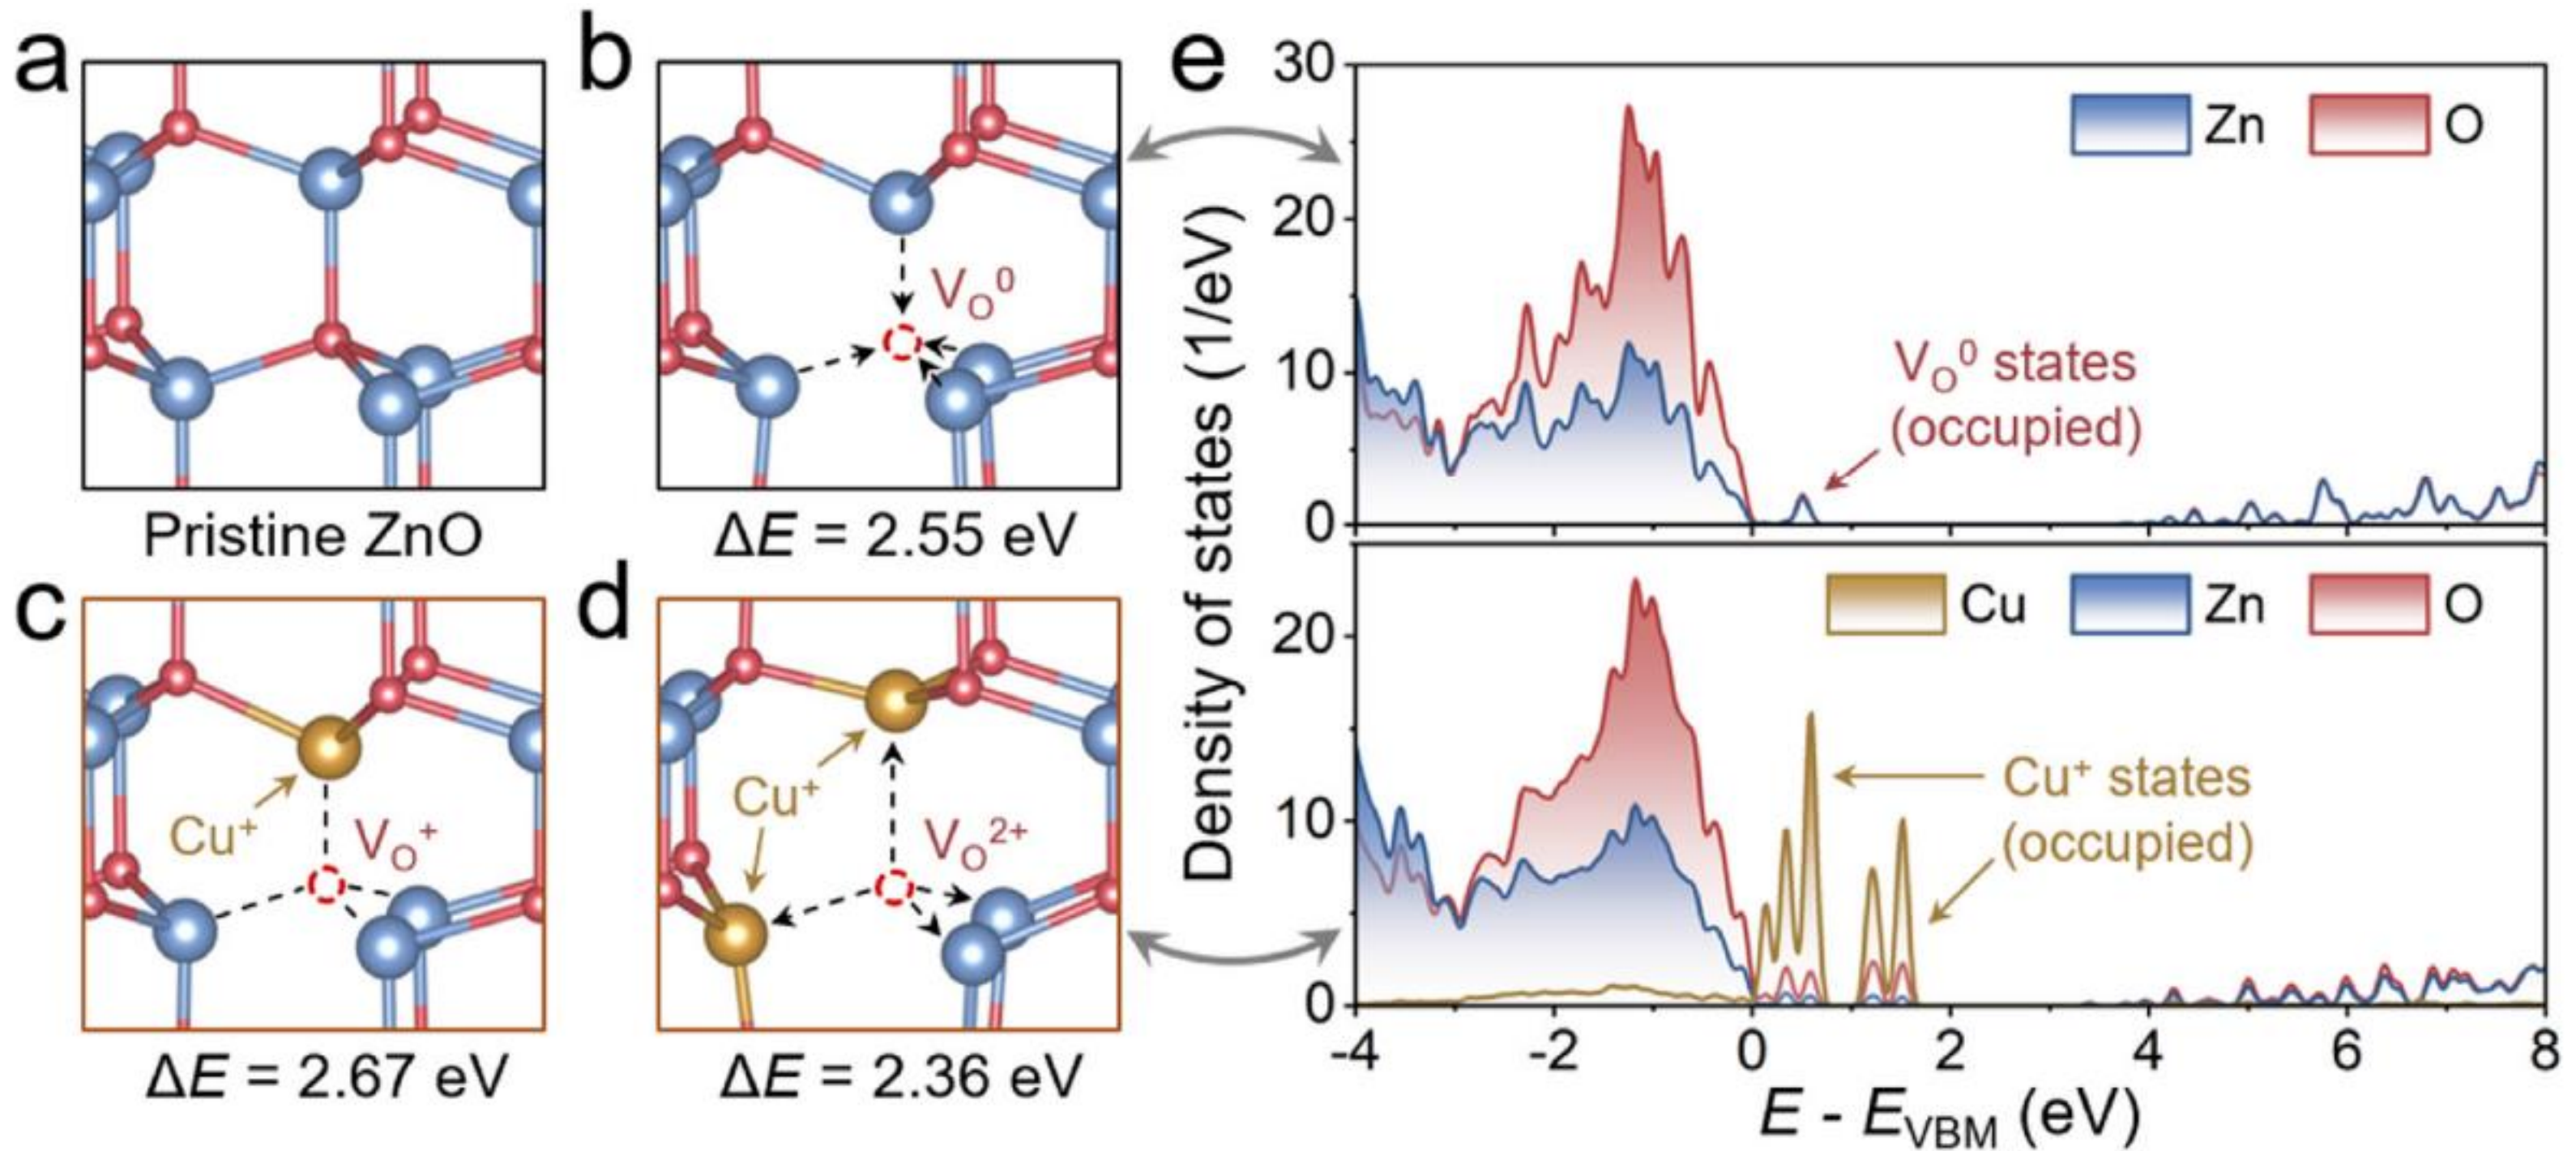 a
Pristine ZnO
b
V_O^0
ΔE = 2.55 eV
c
Cu⁺
V_O^+
ΔE = 2.67 eV
d
Cu⁺
V_O^2+
ΔE = 2.36 eV
e
Density of states (1/eV)
30
20
10
0
Zn
O
V_O^0 states
(occupied)
20
10
0
Cu
Zn
O
Cu⁺ states
(occupied)
-4
-2
0
2
4
6
8
E - E_VBM (eV)